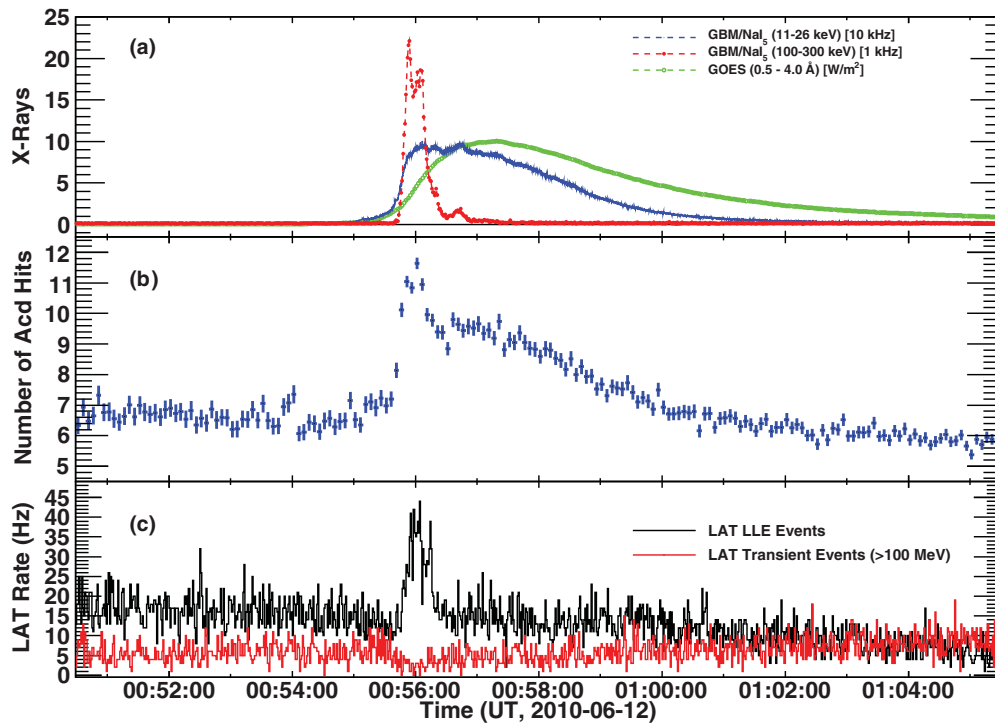 (a)
GBM/NaI5 (11-26 keV) [10 kHz]
GBM/NaI5 (100-300 keV) [1 kHz]
GOES (0.5 - 4.0 Å) [W/m2]
X-Rays
25
20
15
10
5
0
(b)
Number of Acd Hits
12
11
10
9
8
7
6
5
(c)
LAT LLE Events
LAT Transient Events (>100 MeV)
LAT Rate (Hz)
45
40
35
30
25
20
15
10
5
0
00:52:00 00:54:00 00:56:00 00:58:00 01:00:00 01:02:00 01:04:00
Time (UT, 2010-06-12)